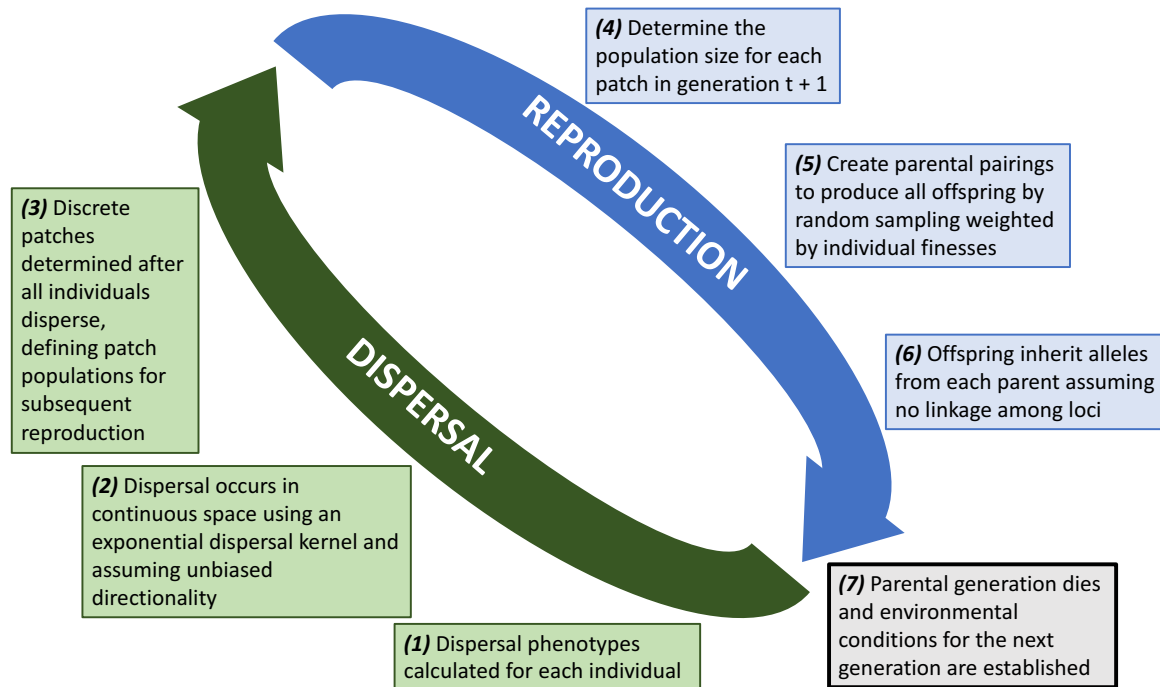 (4) Determine the
population size for each
patch in generation t + 1
REPRODUCTION
(5) Create parental pairings
to produce all offspring by
random sampling weighted
by individual finesses
(3) Discrete
patches
determined after
all individuals
disperse,
defining patch
populations for
subsequent
reproduction
DISPERSAL
(6) Offspring inherit alleles
from each parent assuming
no linkage among loci
(2) Dispersal occurs in
continuous space using an
exponential dispersal kernel and
assuming unbiased
directionality
(7) Parental generation dies
and environmental
conditions for the next
generation are established
(1) Dispersal phenotypes
calculated for each individual